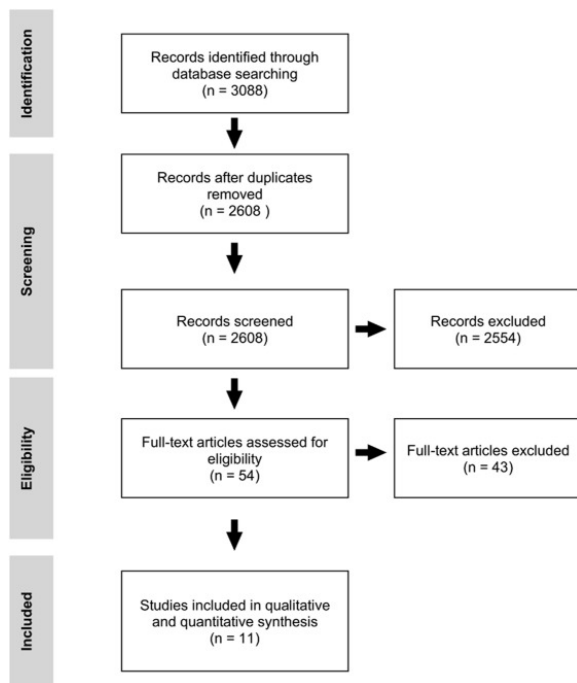 Identification
Records identified through
database searching
(n = 3088)
Screening
Records after duplicates
removed
(n = 2608 )
Records screened
(n = 2608)
Records excluded
(n = 2554)
Eligibility
Full-text articles assessed for
eligibility
(n = 54)
Full-text articles excluded
(n = 43)
Included
Studies included in qualitative
and quantitative synthesis
(n = 11)